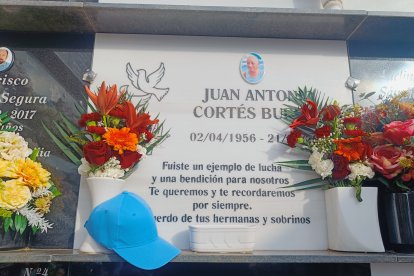 JUAN ANTON
CORTÉS BU
02/04/1956 - 21/
Fuiste un ejemplo de lucha
y una bendición para nosotros
Te queremos y te recordaremos
por siempre.
uerdo de tus hermanas y sobrinos
isco
Segura
2017